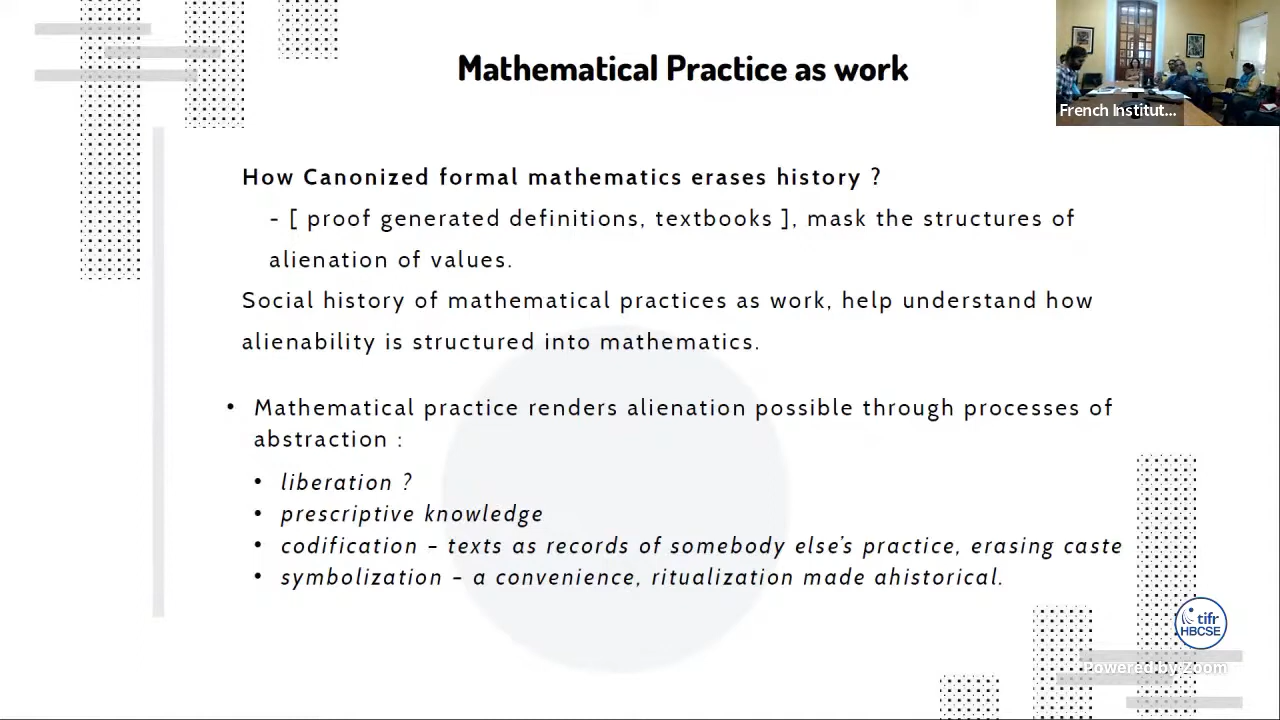 Mathematical Practice as work
French Institut...
How Canonized formal mathematics erases history ?
- [ proof generated definitions, textbooks ], mask the structures of
alienation of values.
Social history of mathematical practices as work, help understand how
alienability is structured into mathematics.
• Mathematical practice renders alienation possible through processes of
abstraction :
• liberation ?
• prescriptive knowledge
• codification – texts as records of somebody else's practice, erasing caste
• symbolization – a convenience, ritualization made ahistorical.
tifr
HBCSE
Powered by Zoom